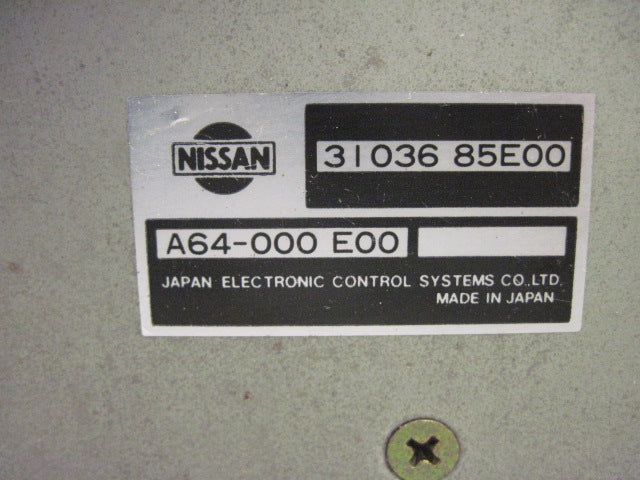 NISSAN
31036 85E00
A64-000 E00
JAPAN ELECTRONIC CONTROL SYSTEMS CO.,LTD.
MADE IN JAPAN